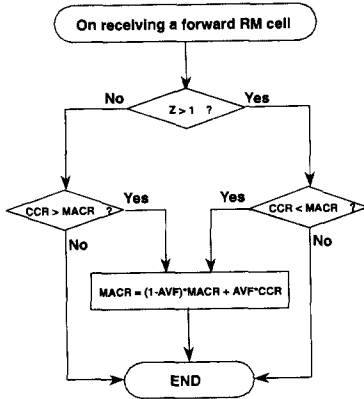 On receiving a forward RM cell
No
Z > 1 ?
Yes
CCR > MACR ?
Yes
Yes
CCR < MACR ?
No
No
MACR = (1-AVF)*MACR + AVF*CCR
END